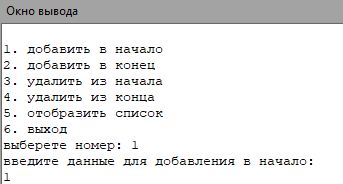 Окно вывода
1. добавить в начало
2. добавить в конец
3. удалить из начала
4. удалить из конца
5. отобразить список
6. выход
выберете номер: 1
введите данные для добавления в начало:
1